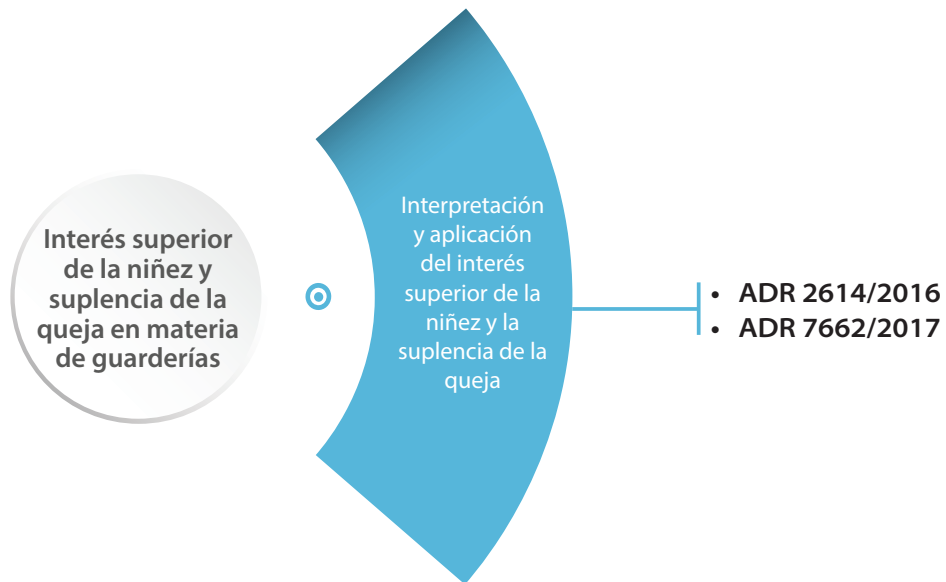 Interés superior
de la niñez y
suplencia de la
queja en materia
de guarderías
Interpretación
y aplicación
del interés
superior de la
niñez y la
suplencia de la
queja
• ADR 2614/2016
• ADR 7662/2017